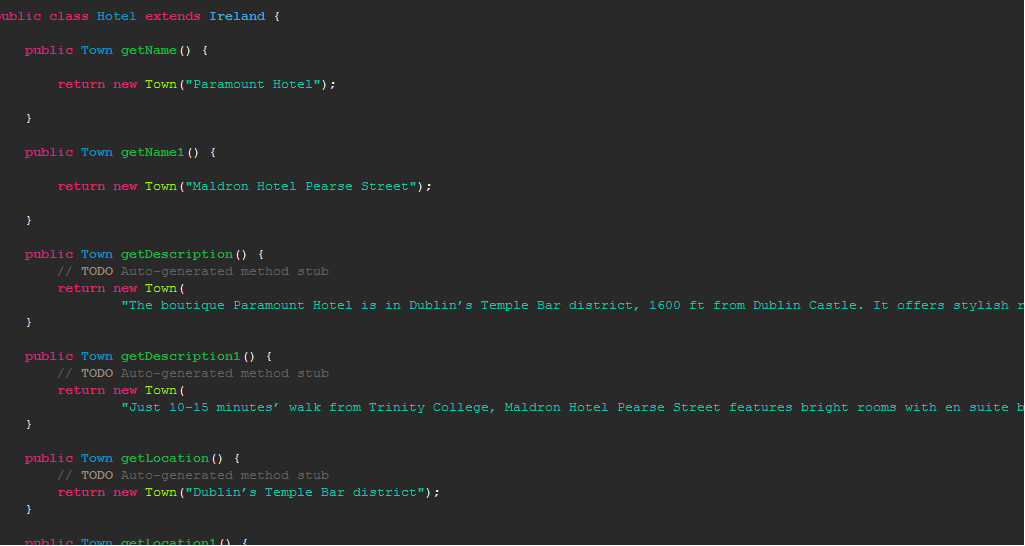 ublic class Hotel extends Ireland {
public Town getName() {
return new Town("Paramount Hotel");
}
public Town getName1() {
return new Town("Maldron Hotel Pearse Street");
}
public Town getDescription() {
// TODO Auto-generated method stub
return new Town(
"The boutique Paramount Hotel is in Dublin’s Temple Bar district, 1600 ft from Dublin Castle. It offers stylish r
}
public Town getDescription1() {
// TODO Auto-generated method stub
return new Town(
"Just 10-15 minutes’ walk from Trinity College, Maldron Hotel Pearse Street features bright rooms with en suite b
}
public Town getLocation() {
// TODO Auto-generated method stub
return new Town("Dublin’s Temple Bar district");
}
public Town getLocation1() {